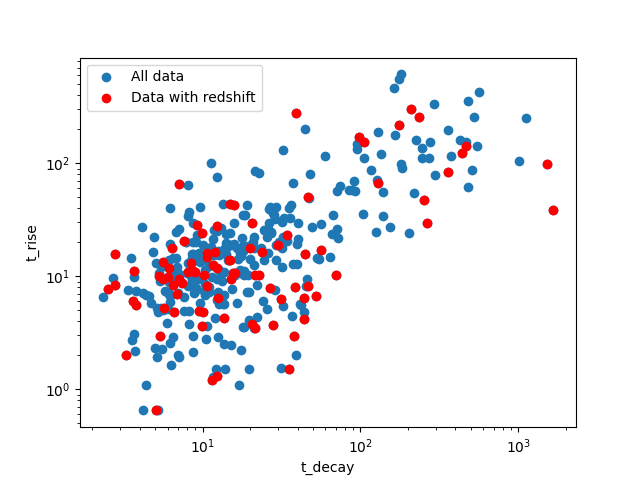 All data
Data with redshift
t_rise
10²
10¹
10⁰
10¹
10²
10³
t_decay